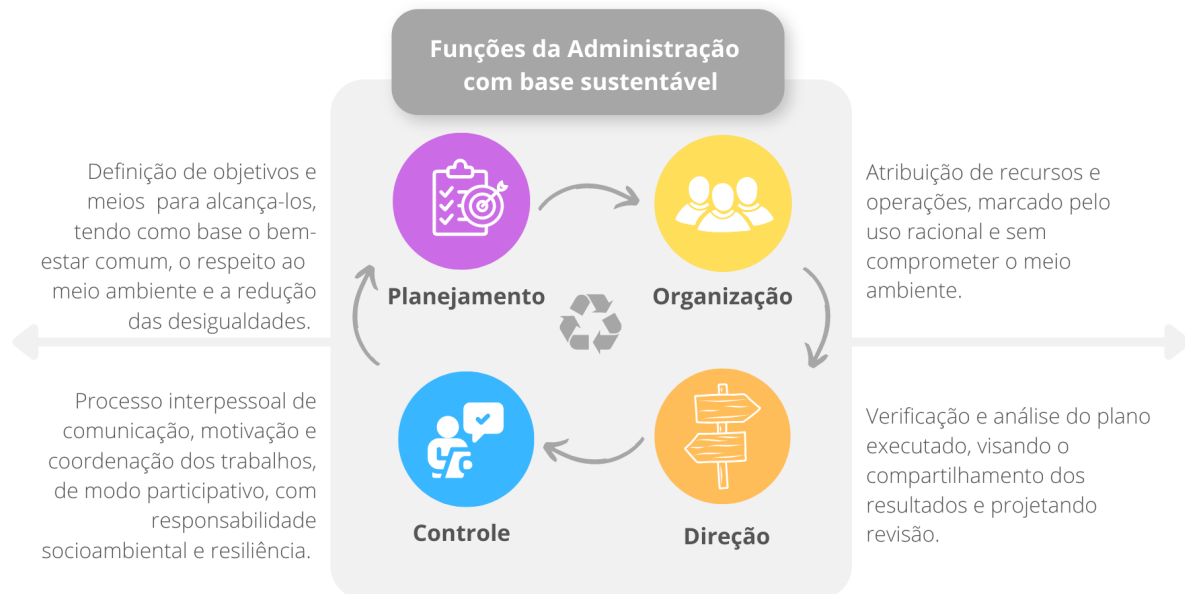 Funções da Administração
com base sustentável
Definição de objetivos e
meios para alcança-los,
tendo como base o bem-
estar comum, o respeito ao
meio ambiente e a redução
das desigualdades.
Planejamento
Organização
Atribuição de recursos e
operações, marcado pelo
uso racional e sem
comprometer o meio
ambiente.
Processo interpessoal de
comunicação, motivação e
coordenação dos trabalhos,
de modo participativo, com
responsabilidade
socioambiental e resiliência.
Controle
Direção
Verificação e análise do plano
executado, visando o
compartilhamento dos
resultados e projetando
revisão.